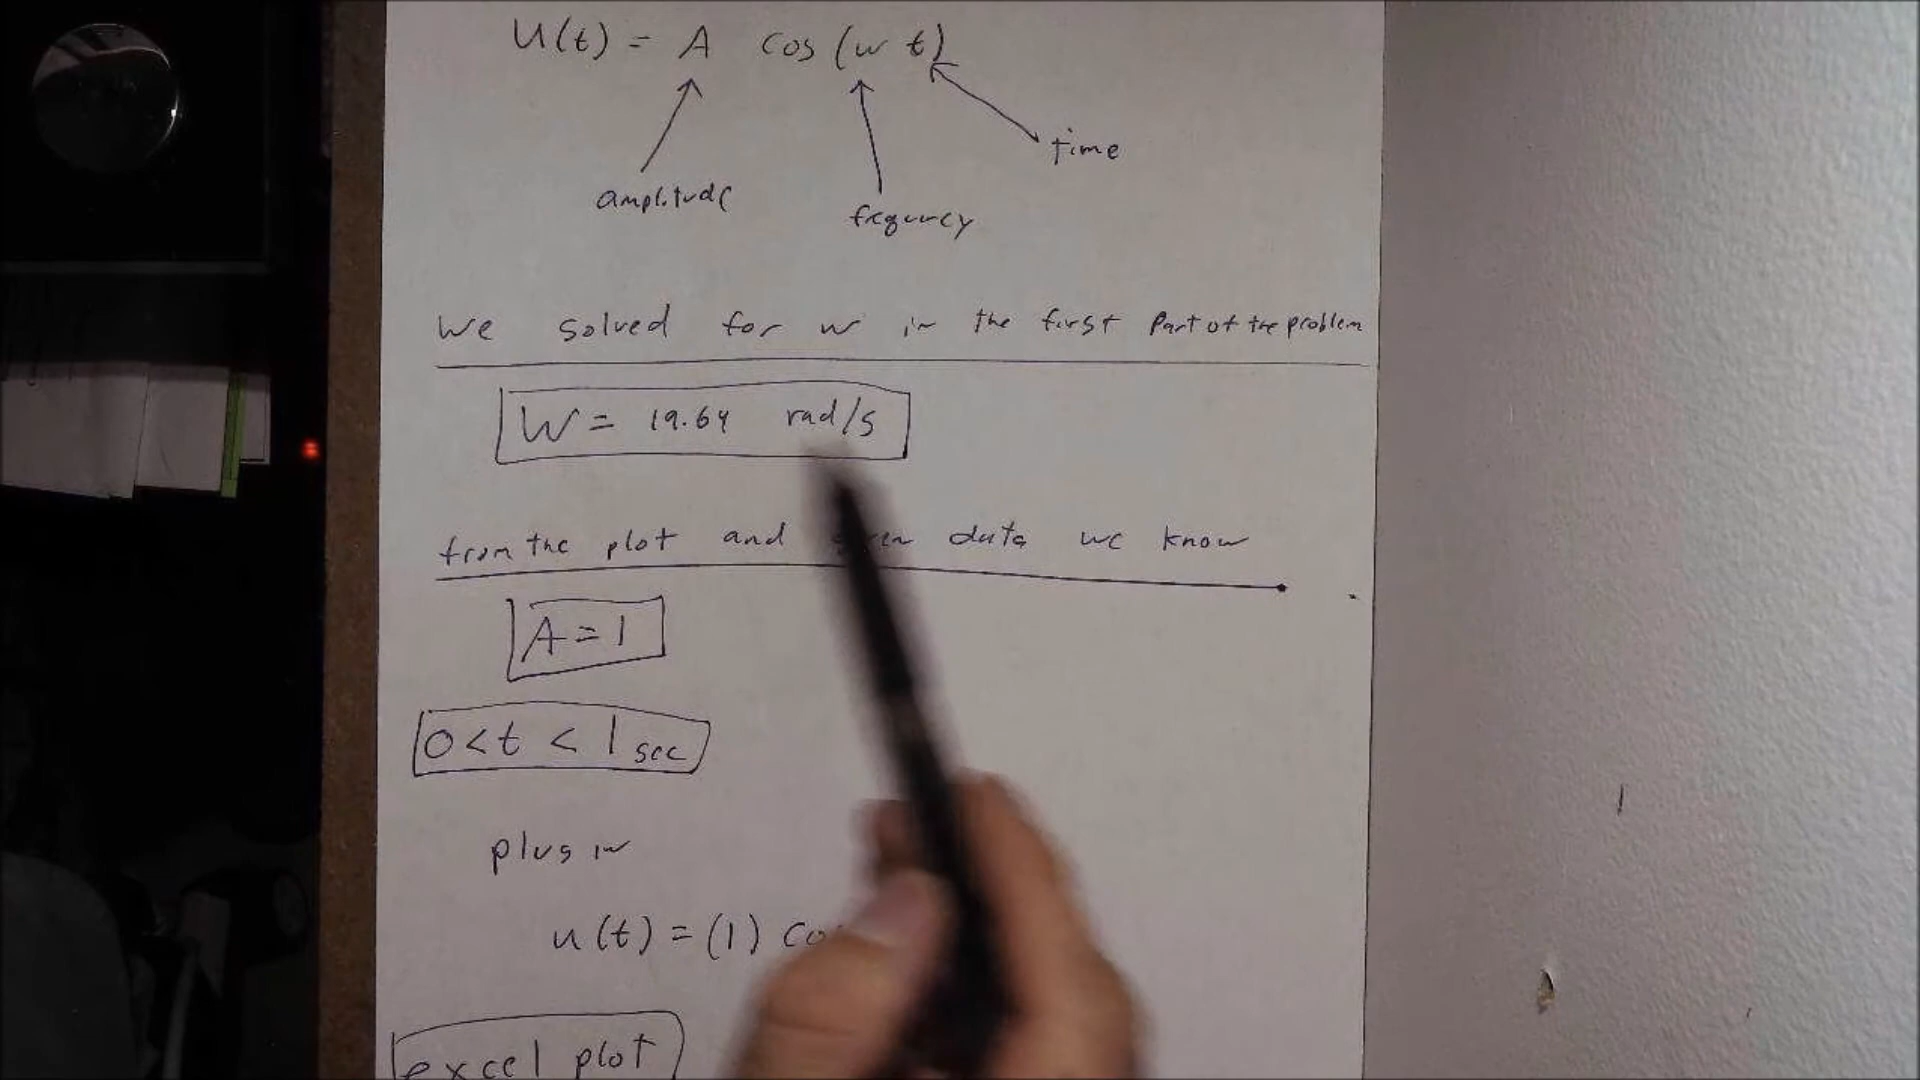 U(t) = A cos(w t)
time
amplitude
frequency
We solved for w in the first part of the problem
W = 19.64 rad/s
from the plot and data we know
A = 1
0 < t < 1 sec
plug in
u(t) = (1)
excel plot